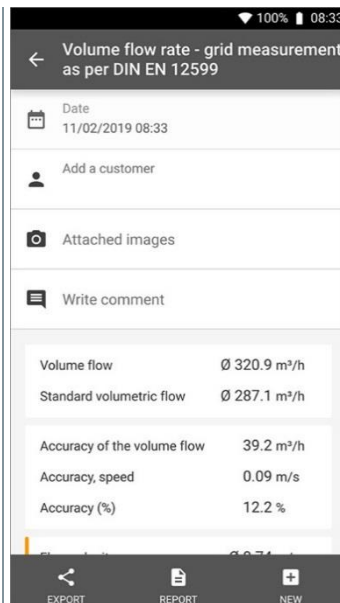 100% 08:33
Volume flow rate - grid measurement
as per DIN EN 12599
Date
11/02/2019 08:33
Add a customer
Attached images
Write comment
Volume flow Ø 320.9 m³/h
Standard volumetric flow Ø 287.1 m³/h
Accuracy of the volume flow 39.2 m³/h
Accuracy, speed 0.09 m/s
Accuracy (%) 12.2 %
EXPORT REPORT NEW